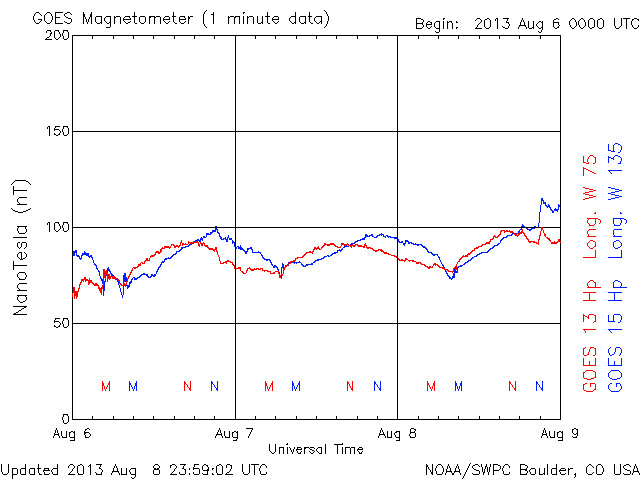 GOES Magnetometer (1 minute data)
Begin: 2013 Aug 6 0000 UTC
200
150
100
50
0
NanoTesla (nT)
M M N N M M N N M M N N
Aug 6 Aug 7 Aug 8 Aug 9
Universal Time
GOES 13 Hp Long. W 75
GOES 15 Hp Long. W 135
Updated 2013 Aug 8 23:59:02 UTC
NOAA/SWPC Boulder, CO USA